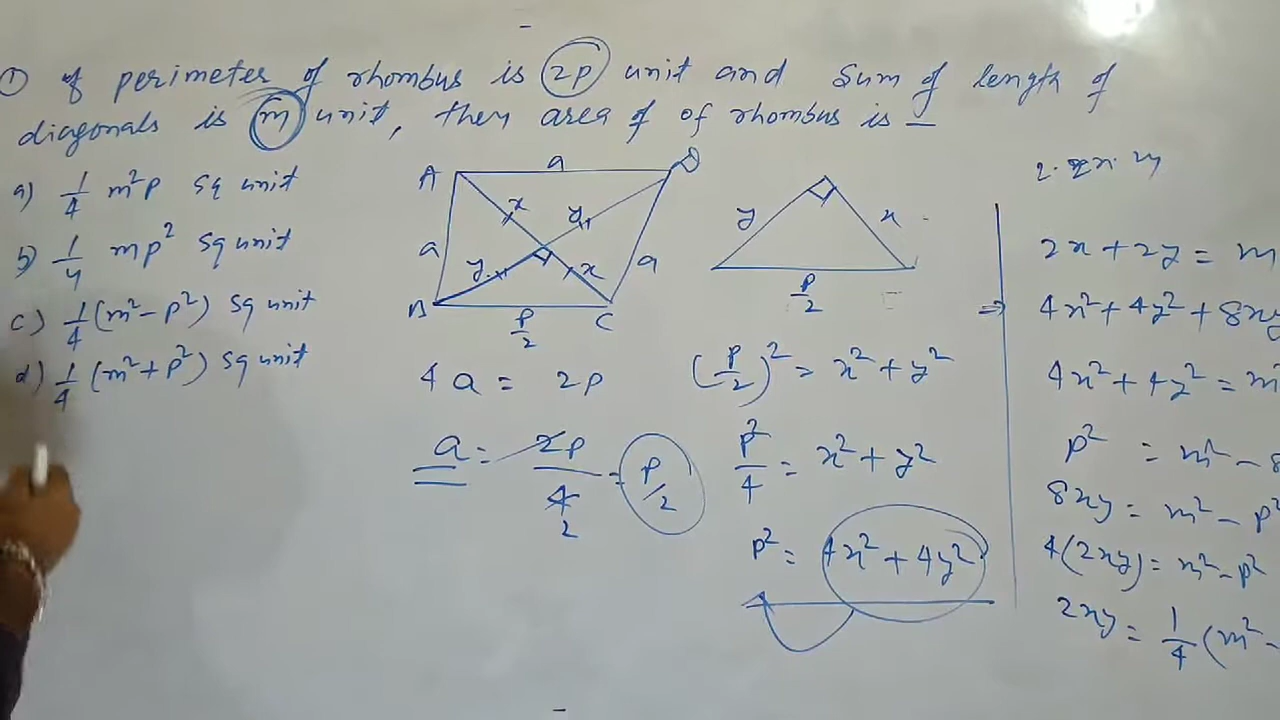 ① If perimeter of rhombus is 2p unit and Sum of length of
diagonals is m unit, then area of of rhombus is _
a) 1/4 m²p sq unit
b) 1/4 mp² sq unit
c) 1/4 (m² - p²) sq unit
d) 1/4 (m² + p²) sq unit
A a D
x y
a a
y x
B p/2 C
4a = 2p
a = 2p/4 = p/2
2
y x
p/2
(p/2)² = x² + y²
p²/4 = x² + y²
p² = 4x² + 4y²
2x + 2y = m
⇒ 4x² + 4y² + 8xy
4x² + 4y² = m²
p² = m² - 8
8xy = m² - p²
4(2xy) = m² - p²
2xy = 1/4 (m² -